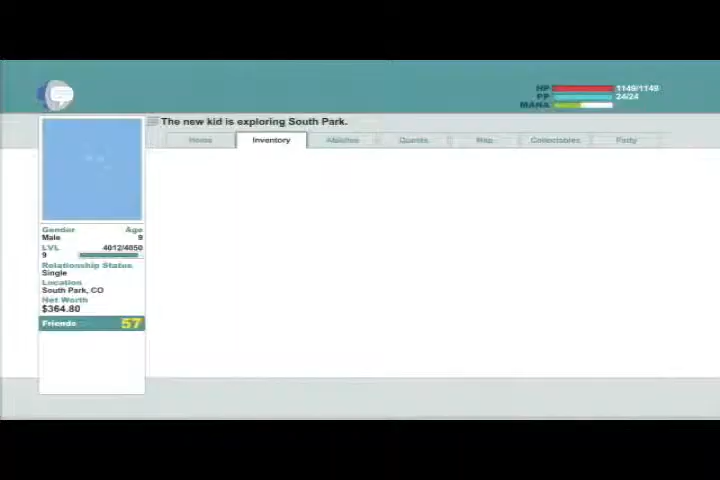 HP 1149/1149
PP 24/24
MANA
The new kid is exploring South Park.
Home Inventory Abilities Quests Map Collectables Party
Gender Age
Male 9
LVL 4012/4050
9
Relationship Status
Single
Location
South Park, CO
Net Worth
$364.80
Friends 57